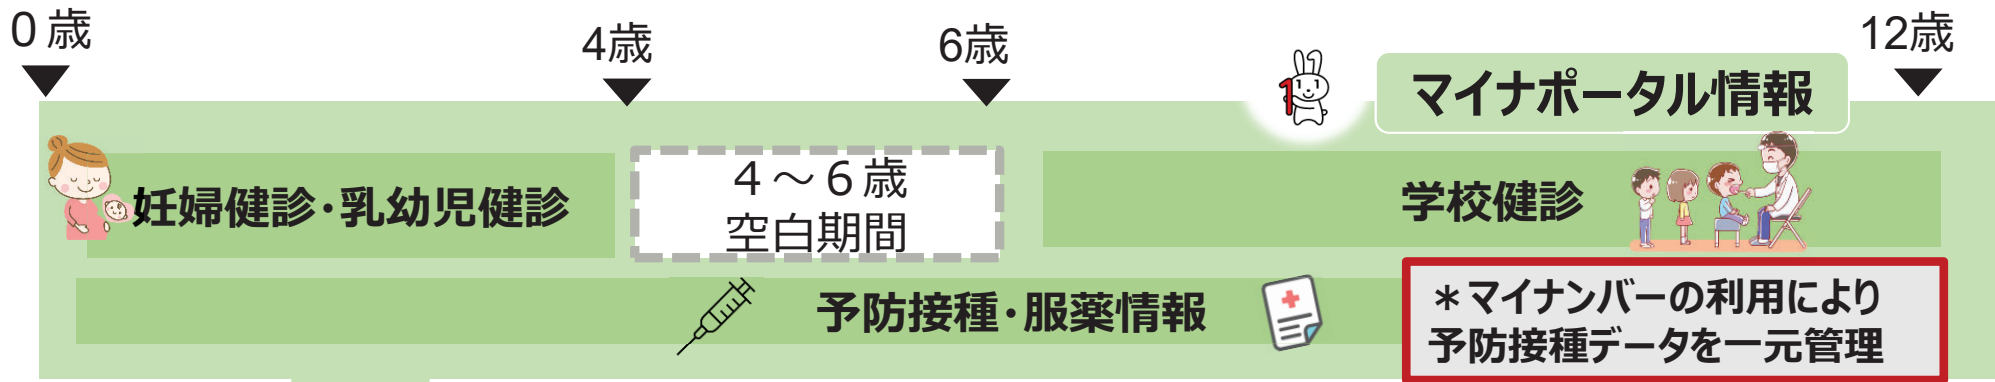 ０歳
4歳
6歳
12歳
マイナポータル情報
妊婦健診・乳幼児健診
４～６歳
空白期間
学校健診
予防接種・服薬情報
＊マイナンバーの利用により
予防接種データを一元管理